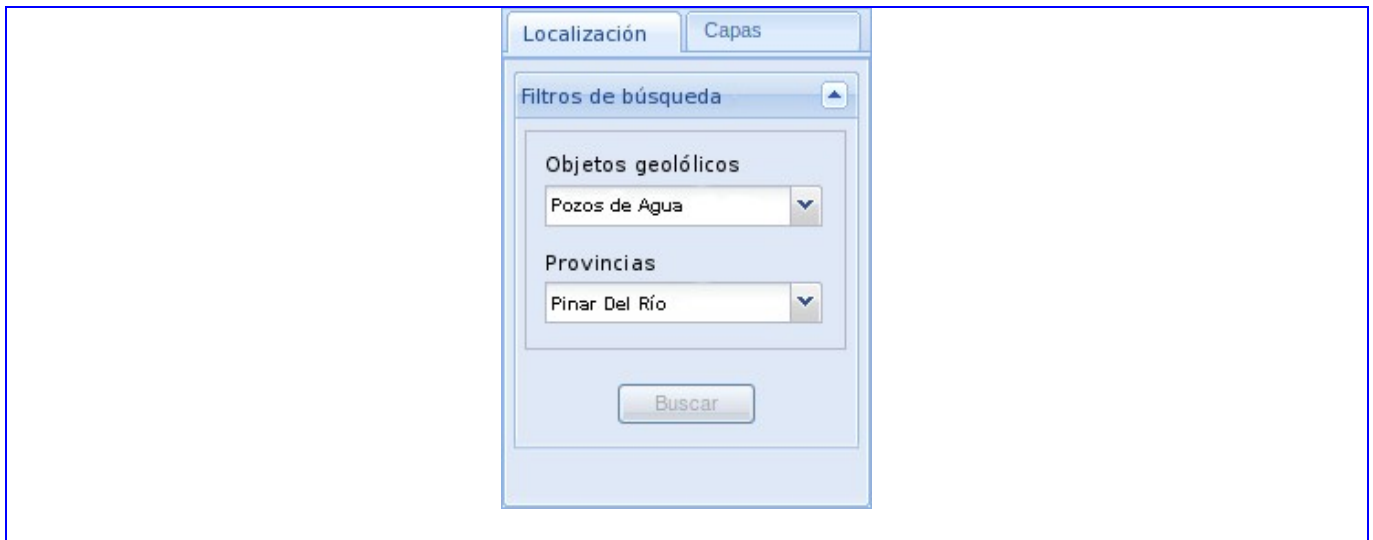 Localización Capas
Filtros de búsqueda
Objetos geolólicos
Pozos de Agua
Provincias
Pinar Del Río
Buscar